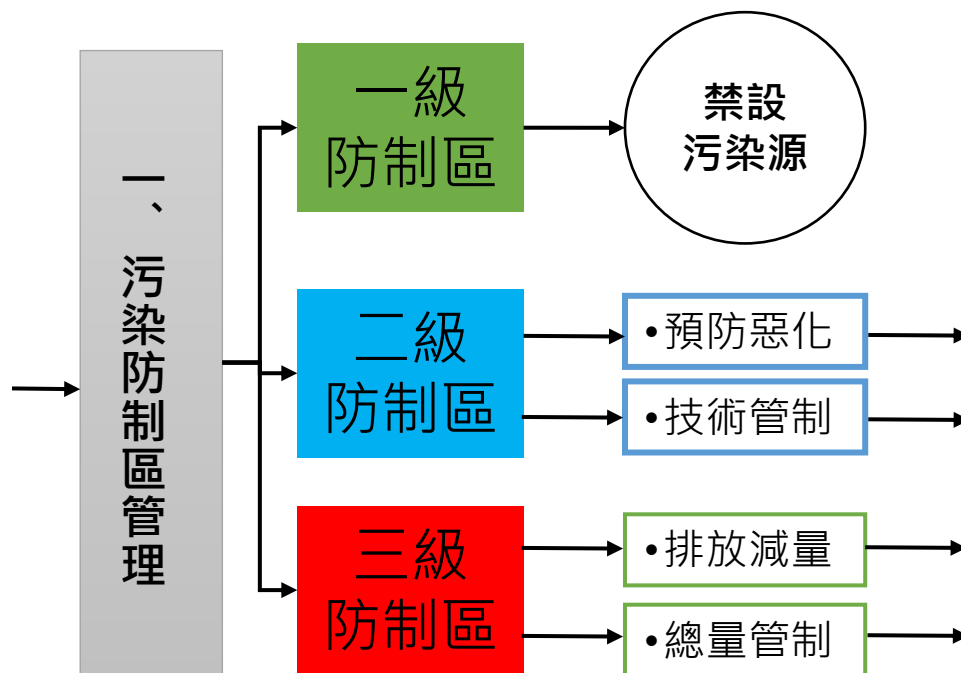 一、污染防制區管理
一級
防制區
禁設
污染源
二級
防制區
•預防惡化
•技術管制
三級
防制區
•排放減量
•總量管制